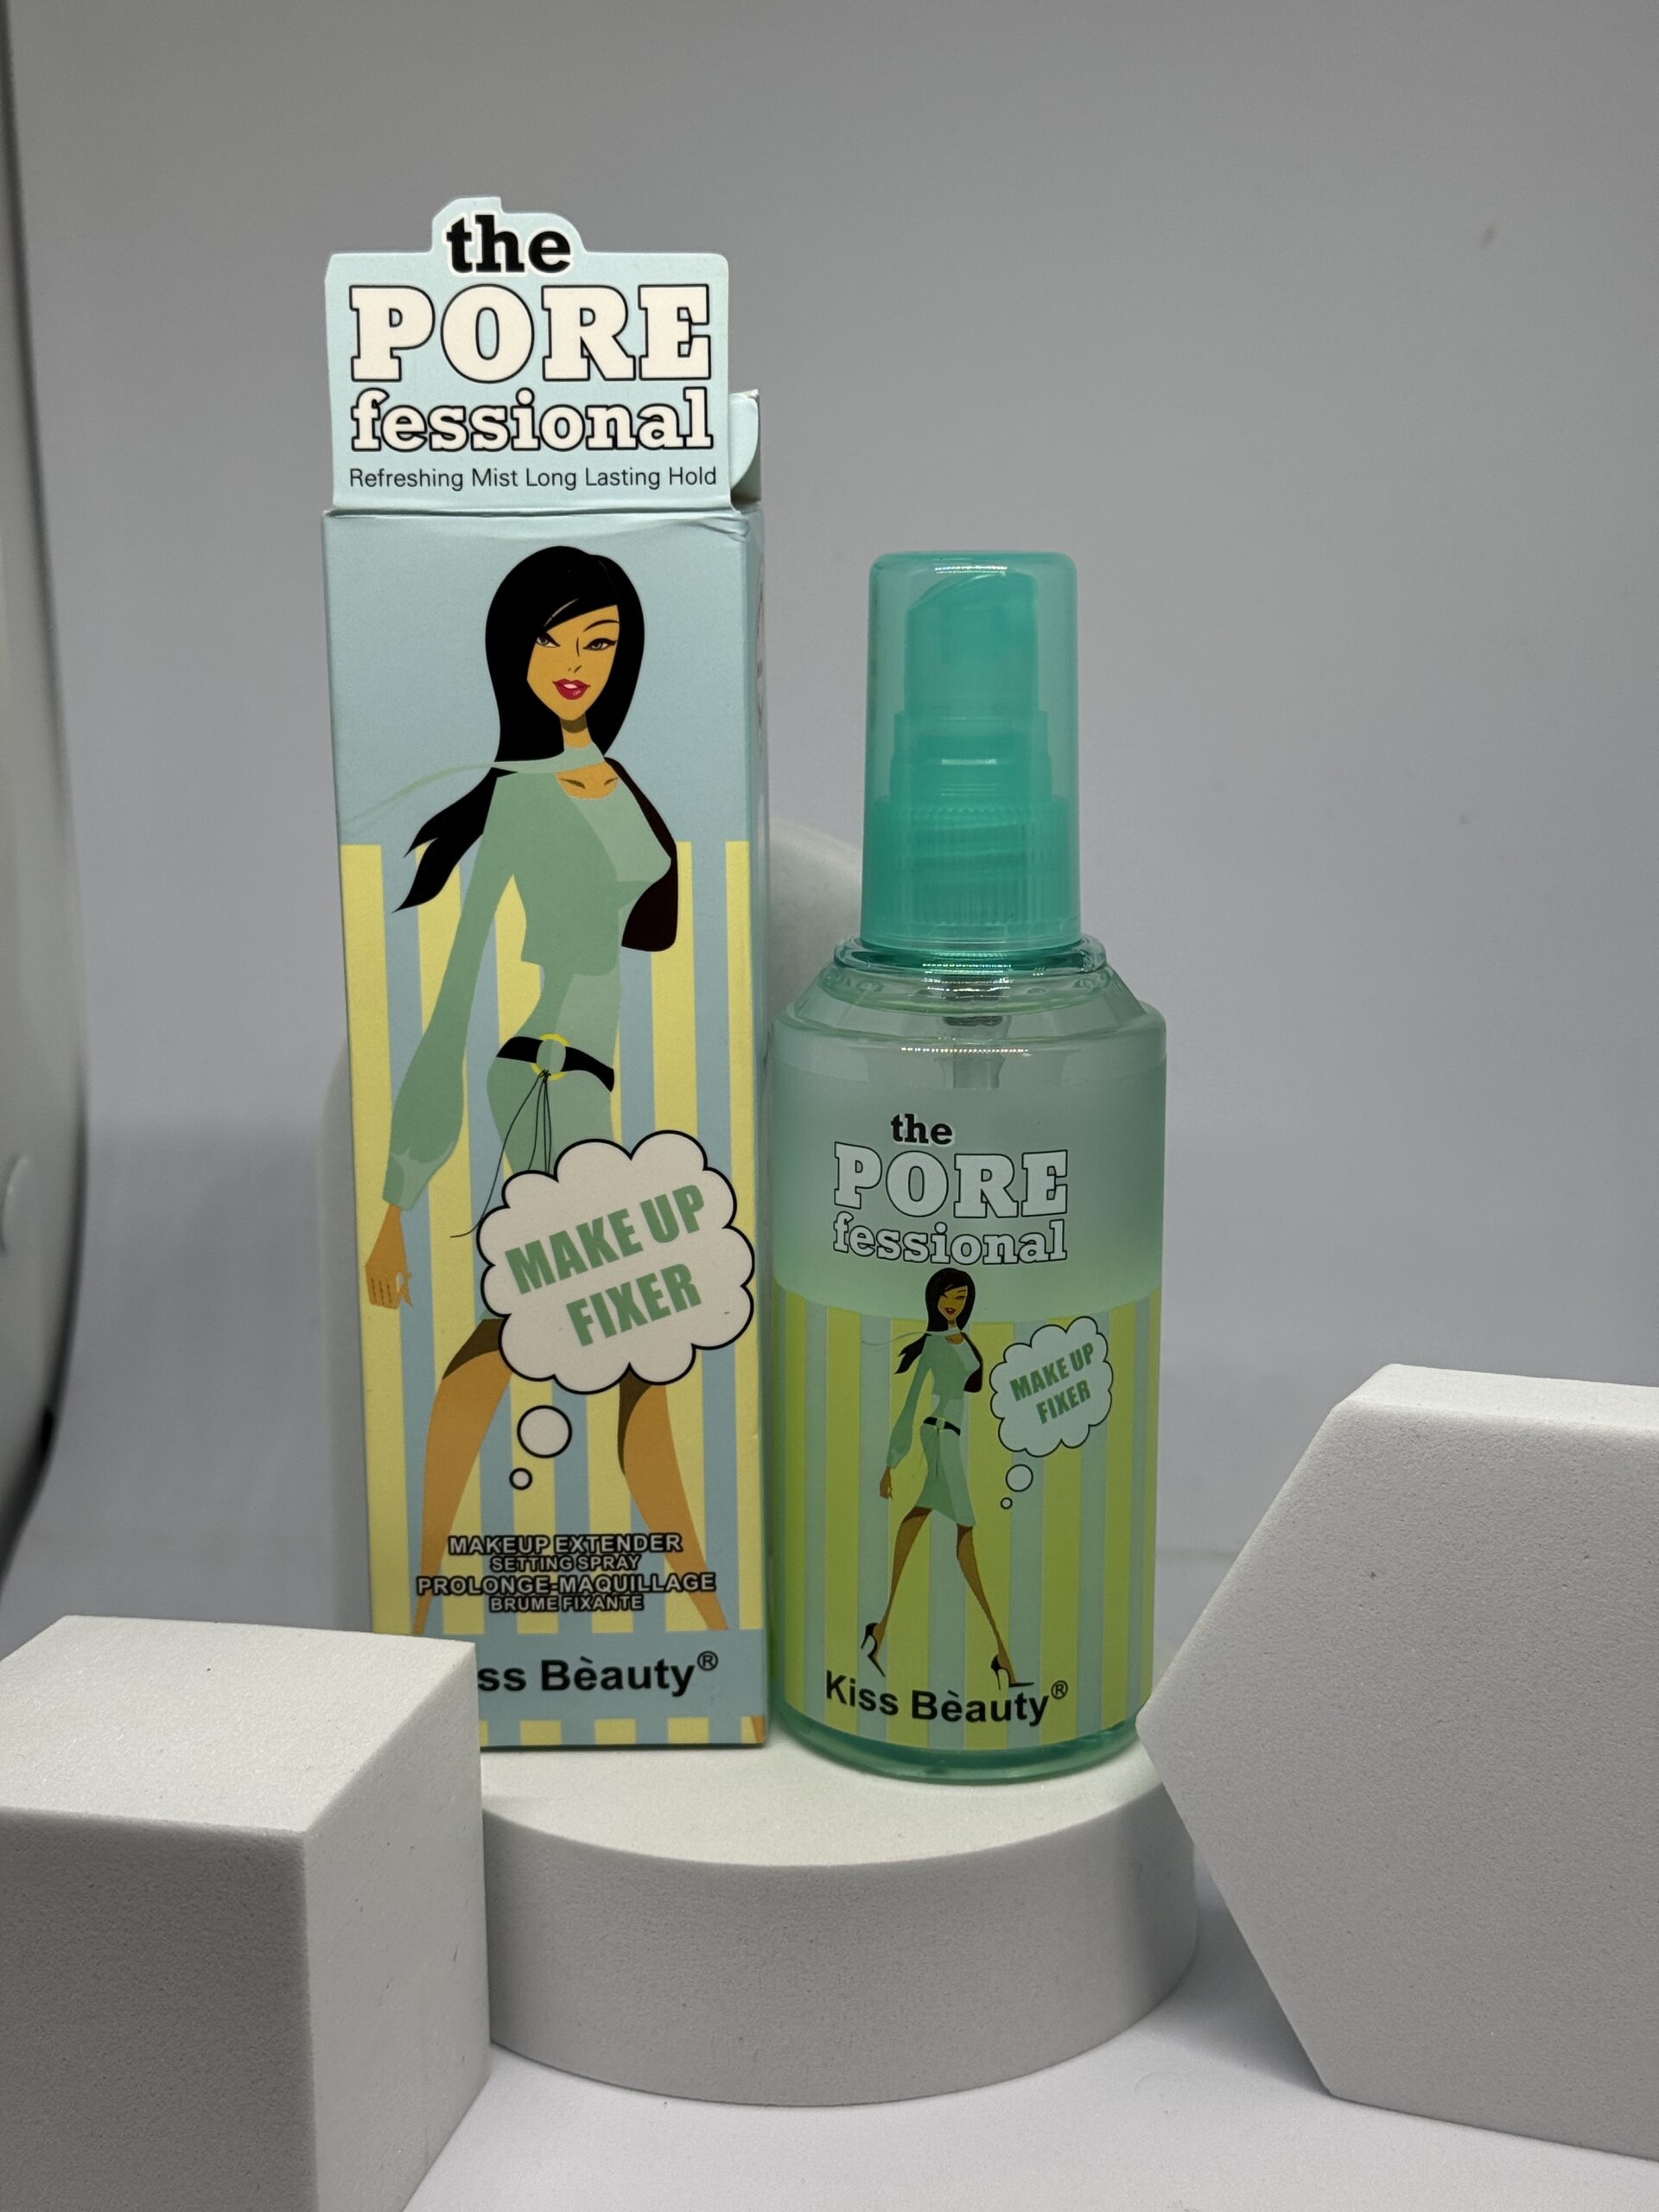 the
PORE
fessional
Refreshing Mist Long Lasting Hold
MAKE UP
FIXER
MAKEUP EXTENDER
SETTING SPRAY
PROLONGE-MAQUILLAGE
BRUME FIXANTE
ss Bèauty®
the
PORE
fessional
MAKE UP
FIXER
Kiss Bèauty®